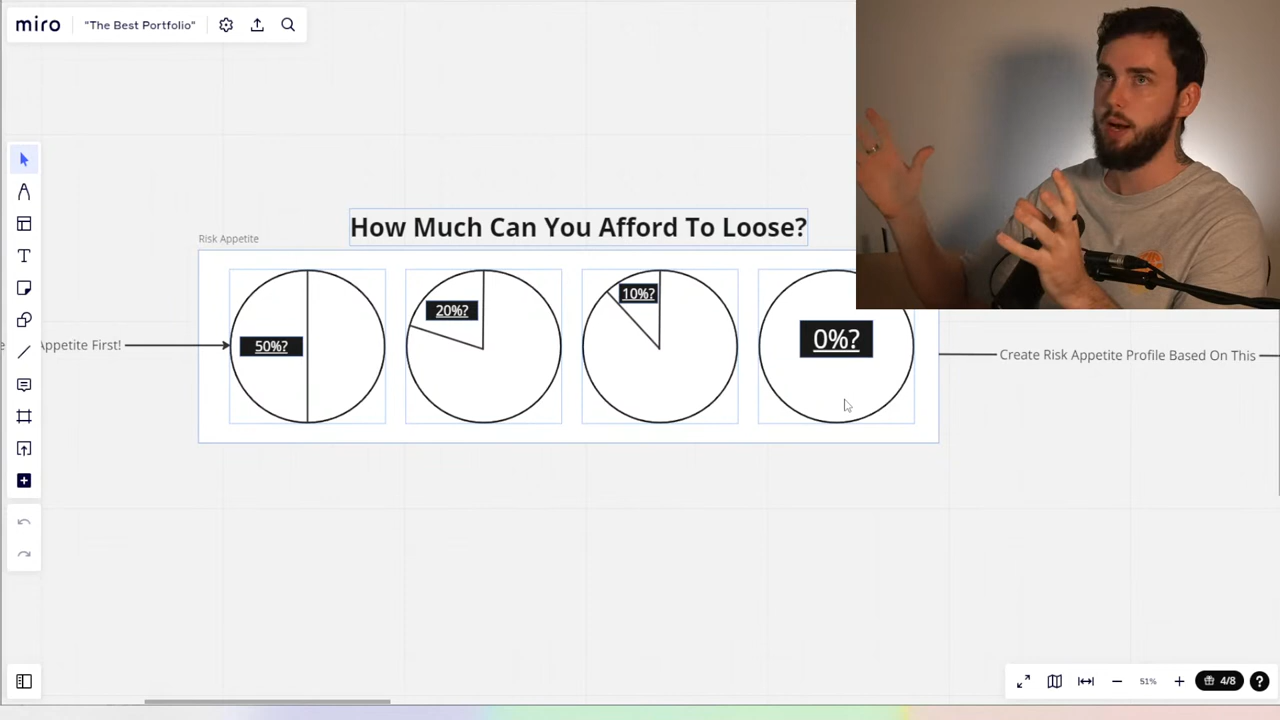 miro
"The Best Portfolio"
How Much Can You Afford To Loose?
Risk Appetite
50%?
20%?
10%?
0%?
Appetite First!
Create Risk Appetite Profile Based On This
51%
4/8
?